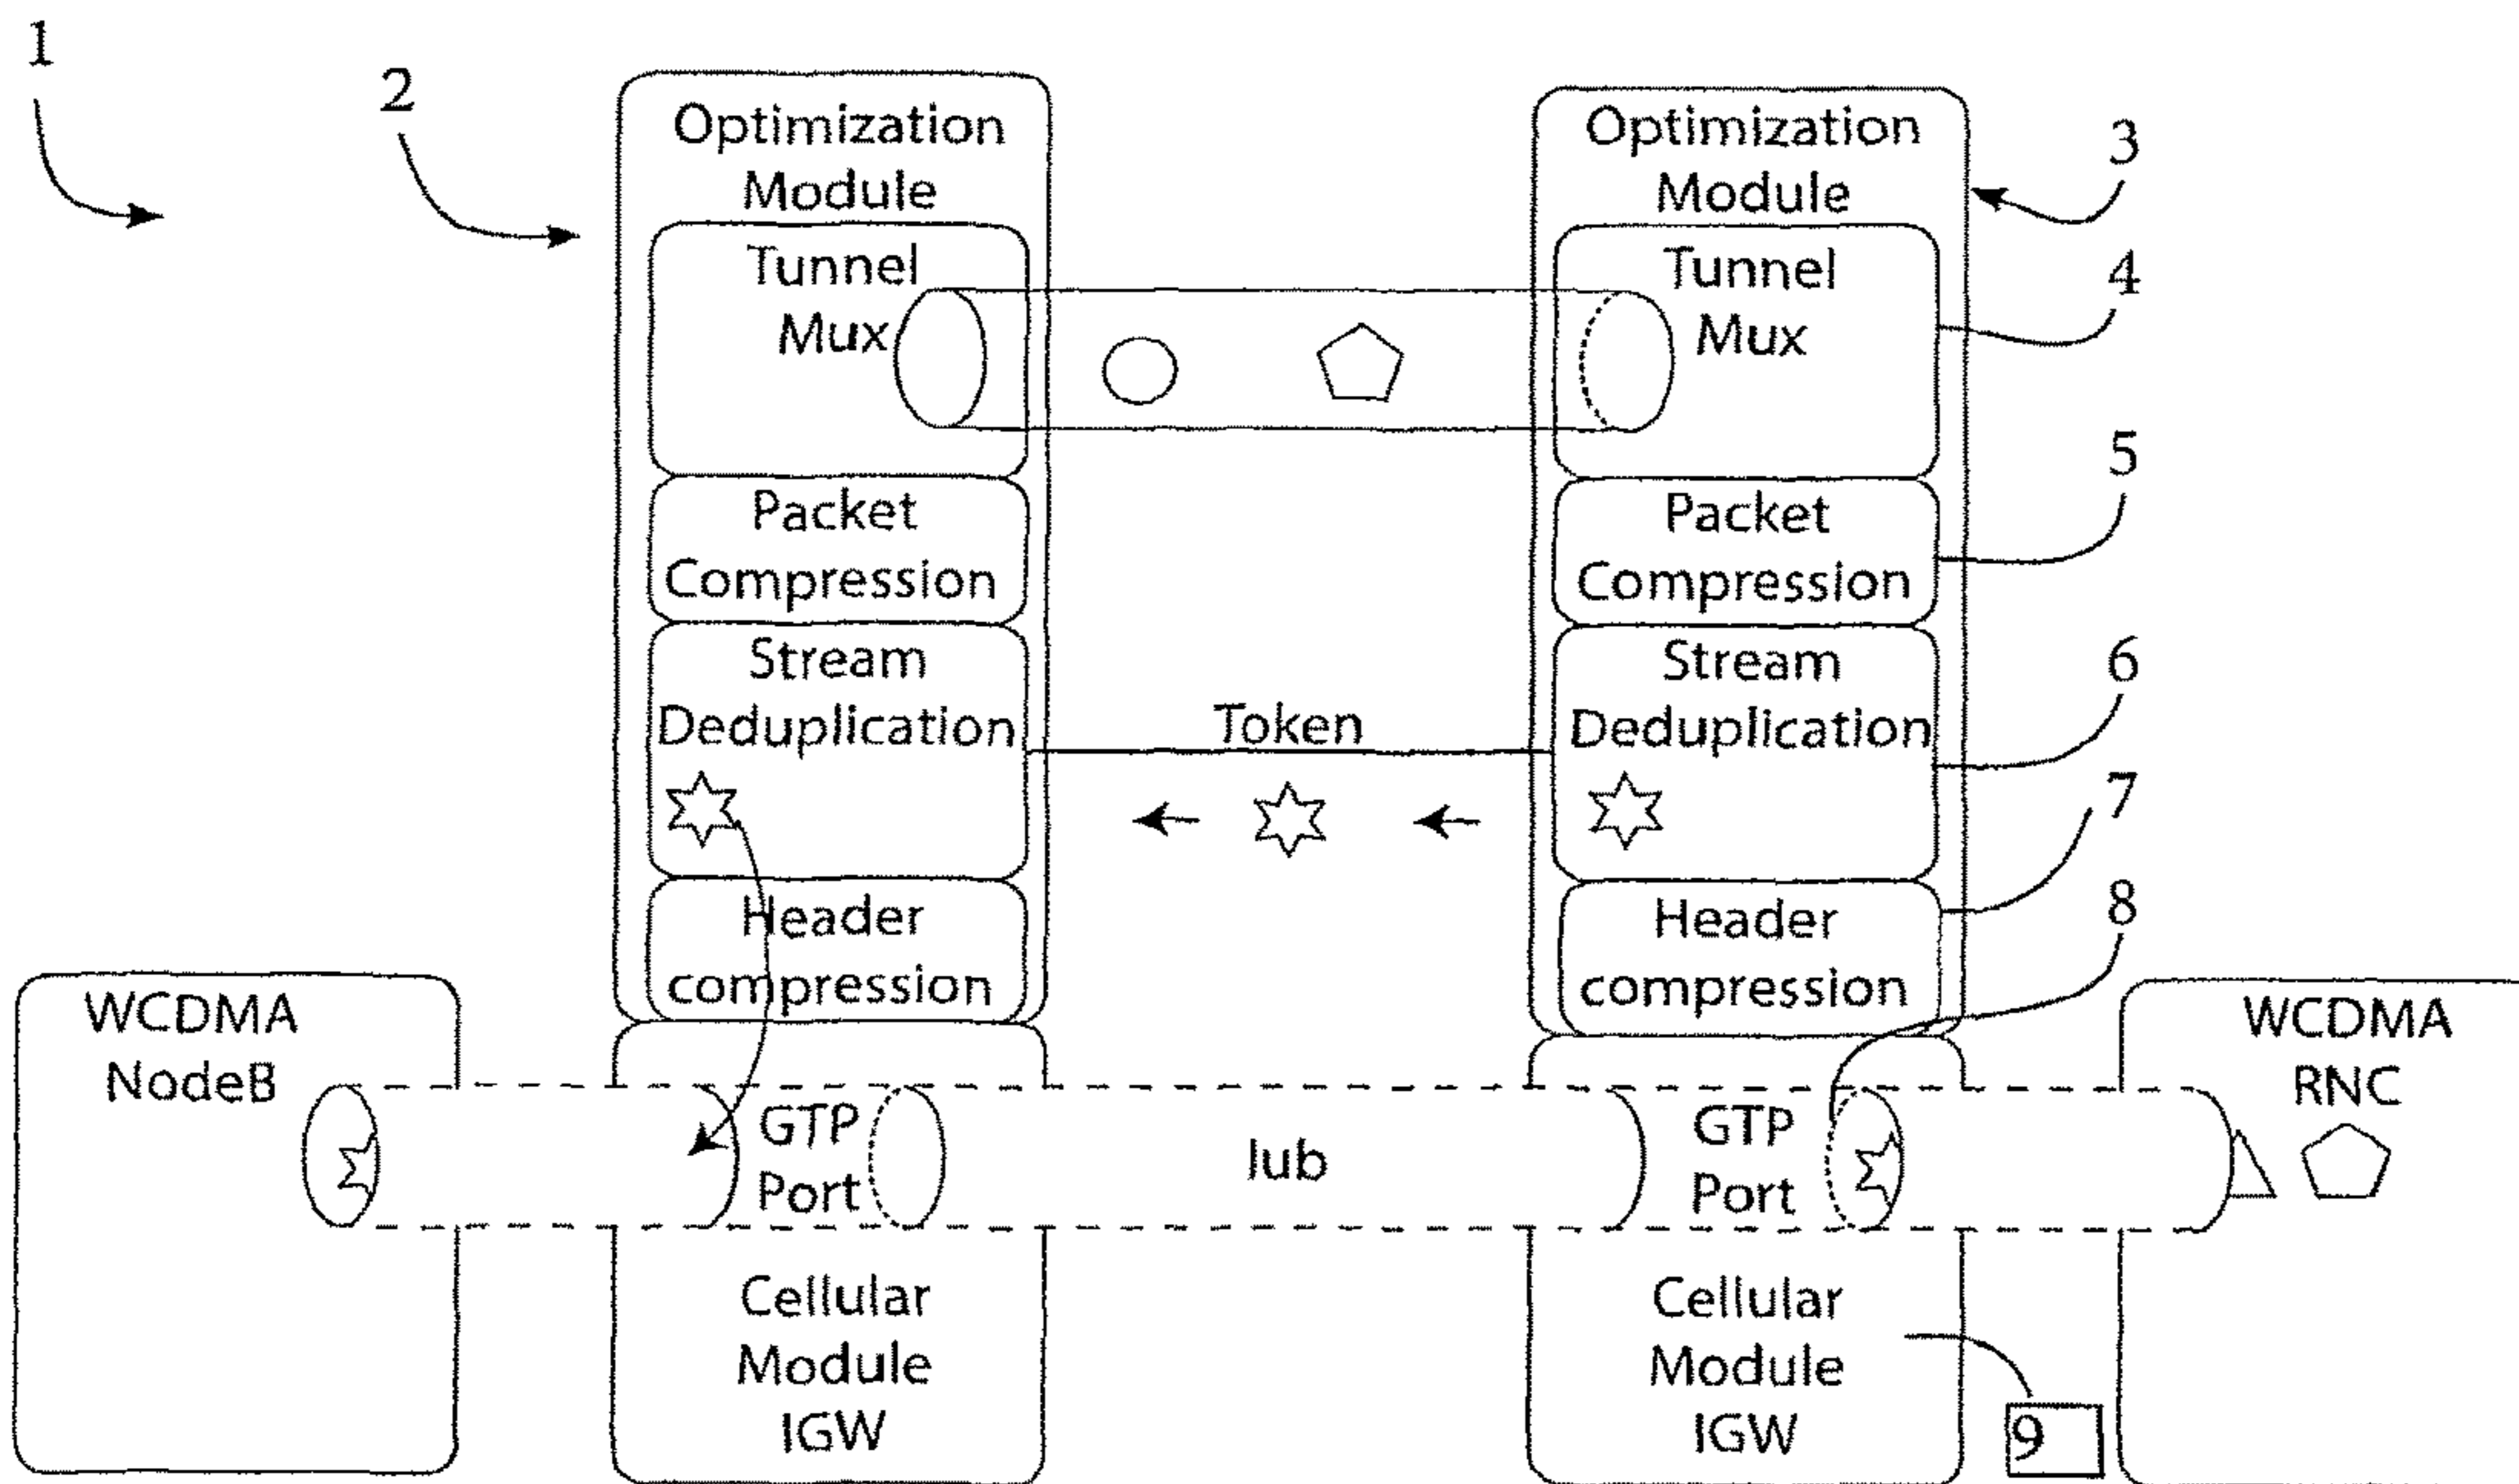 1
2
Optimization
Module
Tunnel
Mux
Packet
Compression
Stream
Deduplication
Header
compression
Token
Optimization
Module
Tunnel
Mux
Packet
Compression
Stream
Deduplication
Header
compression
3
4
5
6
7
8
WCDMA
NodeB
GTP
Port
Iub
GTP
Port
WCDMA
RNC
Cellular
Module
IGW
Cellular
Module
IGW
9